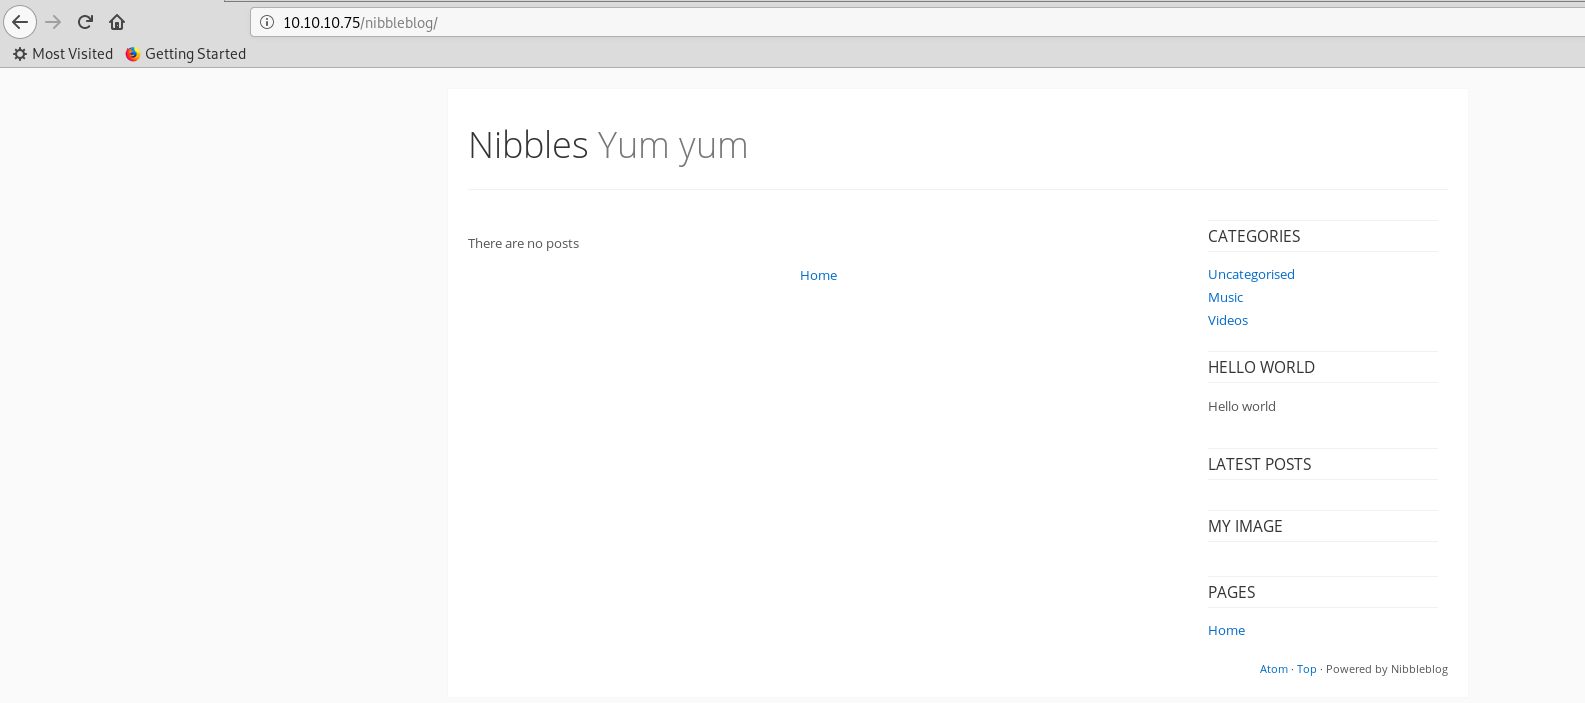 10.10.10.75/nibbleblog/
Most Visited Getting Started
Nibbles Yum yum
There are no posts
Home
CATEGORIES
Uncategorised
Music
Videos
HELLO WORLD
Hello world
LATEST POSTS
MY IMAGE
PAGES
Home
Atom · Top · Powered by Nibbleblog